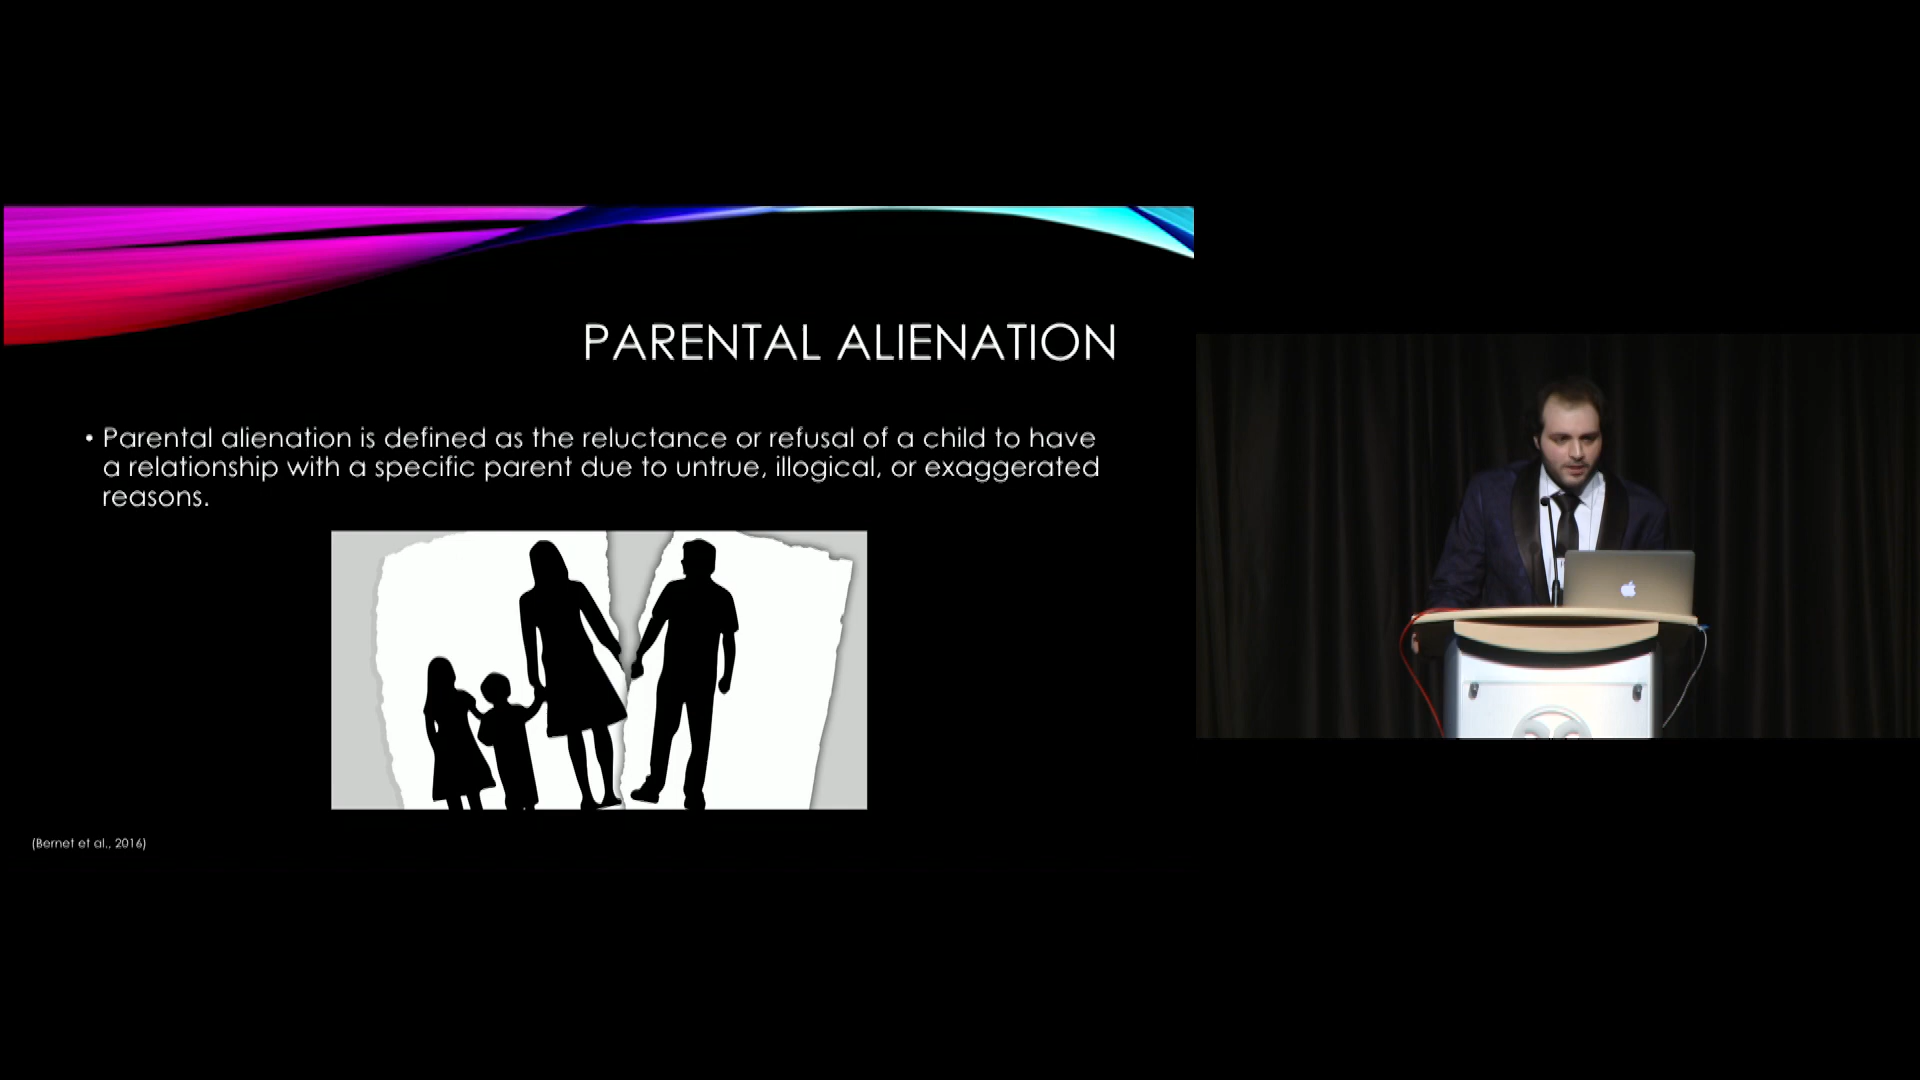 PARENTAL ALIENATION
• Parental alienation is defined as the reluctance or refusal of a child to have
a relationship with a specific parent due to untrue, illogical, or exaggerated
reasons.
(Bernet et al., 2016)